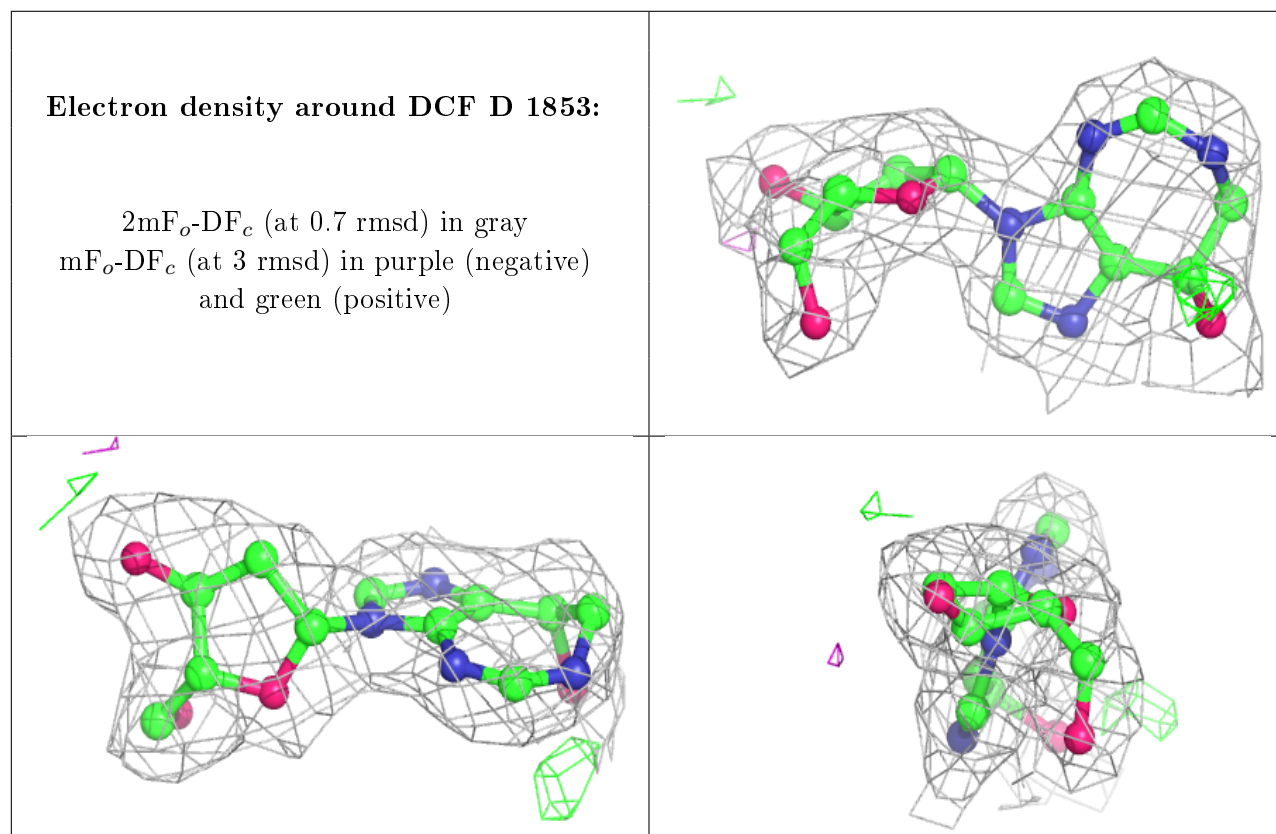 Electron density around DCF D 1853:
2mFo-DFc (at 0.7 rmsd) in gray
mFo-DFc (at 3 rmsd) in purple (negative)
and green (positive)